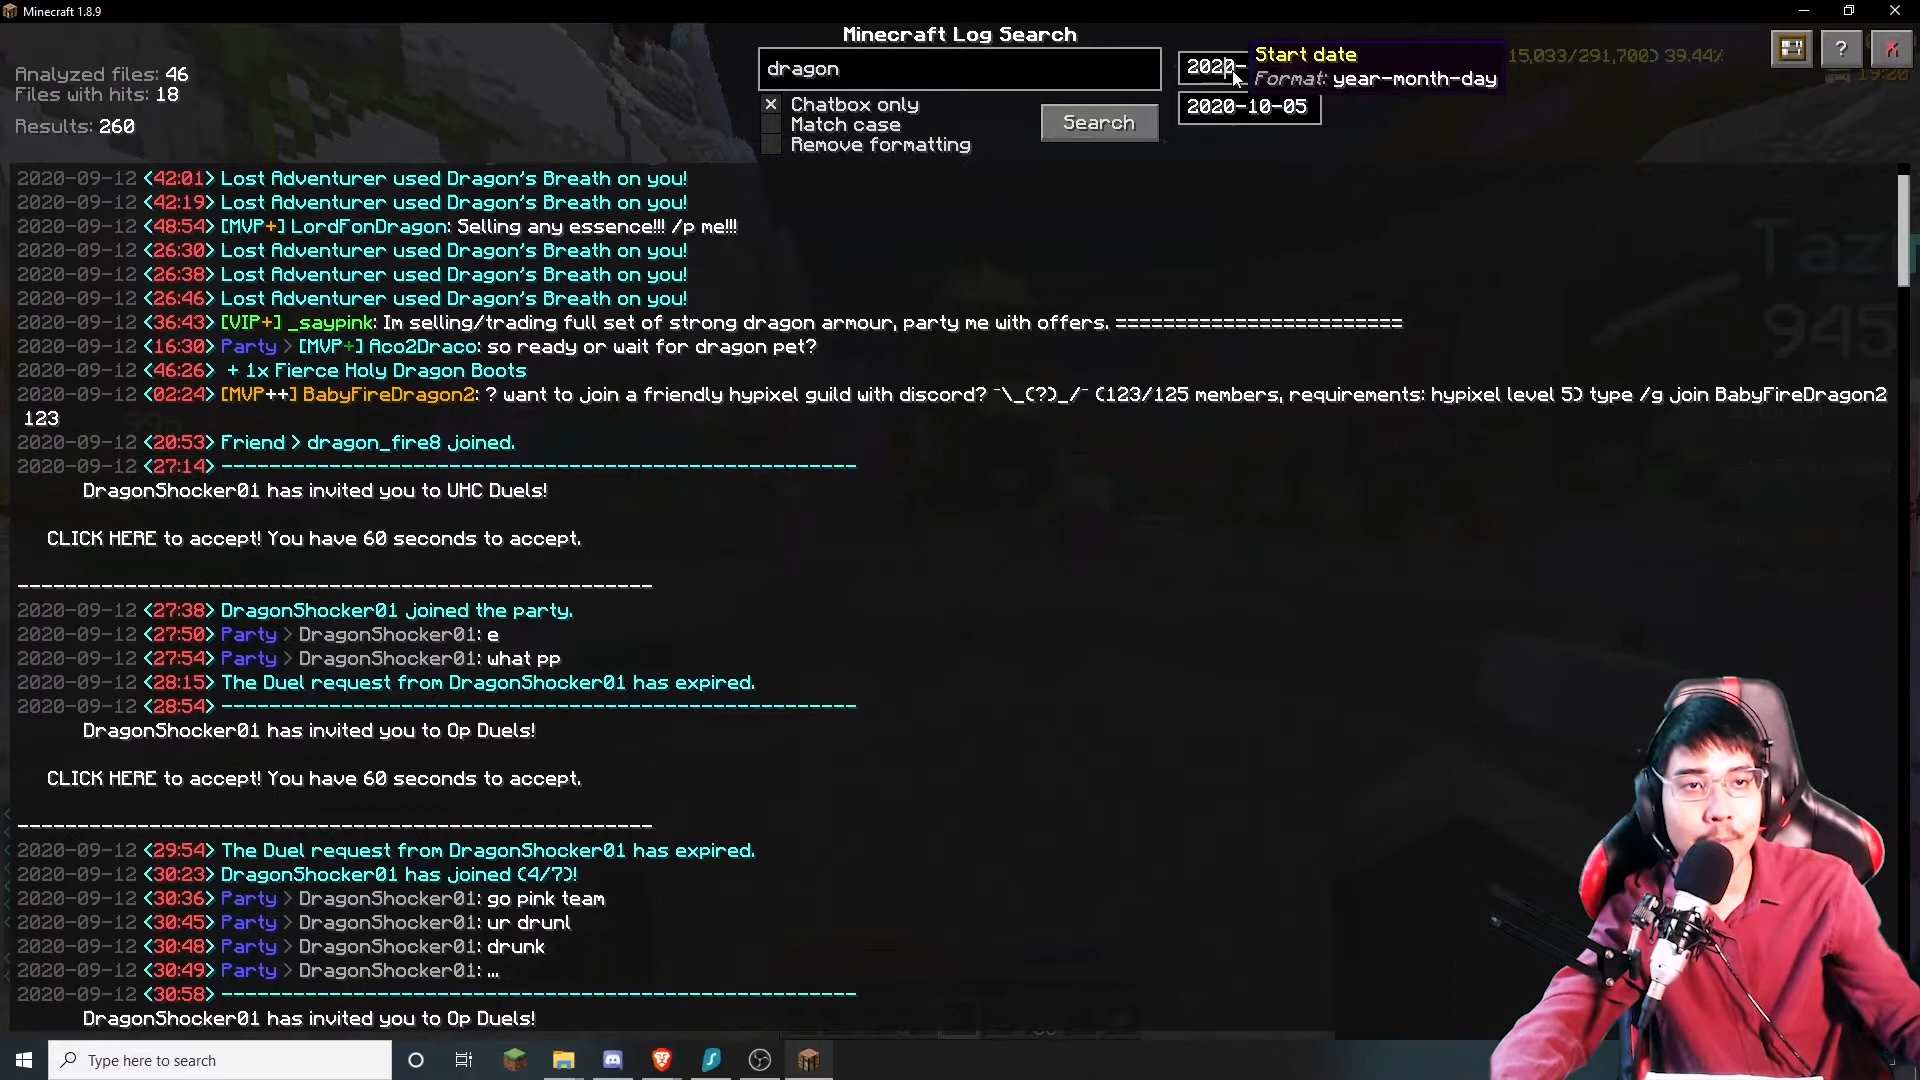 Minecraft 1.8.9
Minecraft Log Search
Analyzed files: 46
Files with hits: 18
Results: 260
dragon
Chatbox only
Match case
Remove formatting
Search
2020-
2020-10-05
Start date
Format: year-month-day
15,033/291,700) 39.44%
19:20
?
2020-09-12 <42:01> Lost Adventurer used Dragon's Breath on you!
2020-09-12 <42:19> Lost Adventurer used Dragon's Breath on you!
2020-09-12 <48:54> [MVP+] LordFonDragon: Selling any essence!!! /p me!!!
2020-09-12 <26:30> Lost Adventurer used Dragon's Breath on you!
2020-09-12 <26:38> Lost Adventurer used Dragon's Breath on you!
2020-09-12 <26:46> Lost Adventurer used Dragon's Breath on you!
2020-09-12 <36:43> [VIP+] _saypink: Im selling/trading full set of strong dragon armour, party me with offers. ========================
2020-09-12 <16:30> Party > [MVP+] Aco2Draco: so ready or wait for dragon pet?
2020-09-12 <46:26> + 1x Fierce Holy Dragon Boots
2020-09-12 <02:24> [MVP++] BabyFireDragon2: ? want to join a friendly hypixel guild with discord? ¯\_(?)_/¯ (123/125 members, requirements: hypixel level 5) type /g join BabyFireDragon2
123
2020-09-12 <20:53> Friend > dragon_fire8 joined.
2020-09-12 <27:14> -----------------------------------------------------
DragonShocker01 has invited you to UHC Duels!
CLICK HERE to accept! You have 60 seconds to accept.
-----------------------------------------------------
2020-09-12 <27:38> DragonShocker01 joined the party.
2020-09-12 <27:50> Party > DragonShocker01: e
2020-09-12 <27:54> Party > DragonShocker01: what pp
2020-09-12 <28:15> The Duel request from DragonShocker01 has expired.
2020-09-12 <28:54> -----------------------------------------------------
DragonShocker01 has invited you to Op Duels!
CLICK HERE to accept! You have 60 seconds to accept.
-----------------------------------------------------
2020-09-12 <29:54> The Duel request from DragonShocker01 has expired.
2020-09-12 <30:23> DragonShocker01 has joined (4/7)!
2020-09-12 <30:36> Party > DragonShocker01: go pink team
2020-09-12 <30:45> Party > DragonShocker01: ur drunl
2020-09-12 <30:48> Party > DragonShocker01: drunk
2020-09-12 <30:49> Party > DragonShocker01: ...
2020-09-12 <30:58> -----------------------------------------------------
DragonShocker01 has invited you to Op Duels!
945
Type here to search